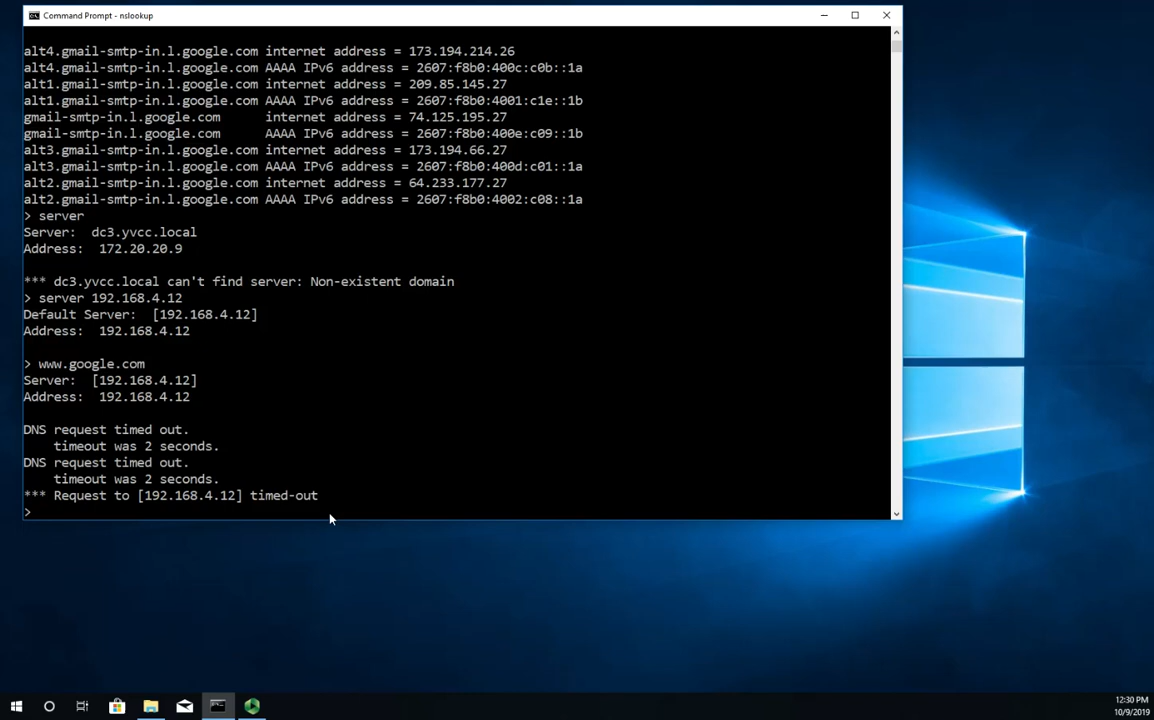 Command Prompt - nslookup
alt4.gmail-smtp-in.l.google.com internet address = 173.194.214.26
alt4.gmail-smtp-in.l.google.com AAAA IPv6 address = 2607:f8b0:400c:c0b::1a
alt1.gmail-smtp-in.l.google.com internet address = 209.85.145.27
alt1.gmail-smtp-in.l.google.com AAAA IPv6 address = 2607:f8b0:4001:c1e::1b
gmail-smtp-in.l.google.com      internet address = 74.125.195.27
gmail-smtp-in.l.google.com      AAAA IPv6 address = 2607:f8b0:400e:c09::1b
alt3.gmail-smtp-in.l.google.com internet address = 173.194.66.27
alt3.gmail-smtp-in.l.google.com AAAA IPv6 address = 2607:f8b0:400d:c01::1a
alt2.gmail-smtp-in.l.google.com internet address = 64.233.177.27
alt2.gmail-smtp-in.l.google.com AAAA IPv6 address = 2607:f8b0:4002:c08::1a
> server
Server:  dc3.yvcc.local
Address:  172.20.20.9
*** dc3.yvcc.local can't find server: Non-existent domain
> server 192.168.4.12
Default Server:  [192.168.4.12]
Address:  192.168.4.12
> www.google.com
Server:  [192.168.4.12]
Address:  192.168.4.12
DNS request timed out.
    timeout was 2 seconds.
DNS request timed out.
    timeout was 2 seconds.
*** Request to [192.168.4.12] timed-out
>
12:30 PM
10/9/2019